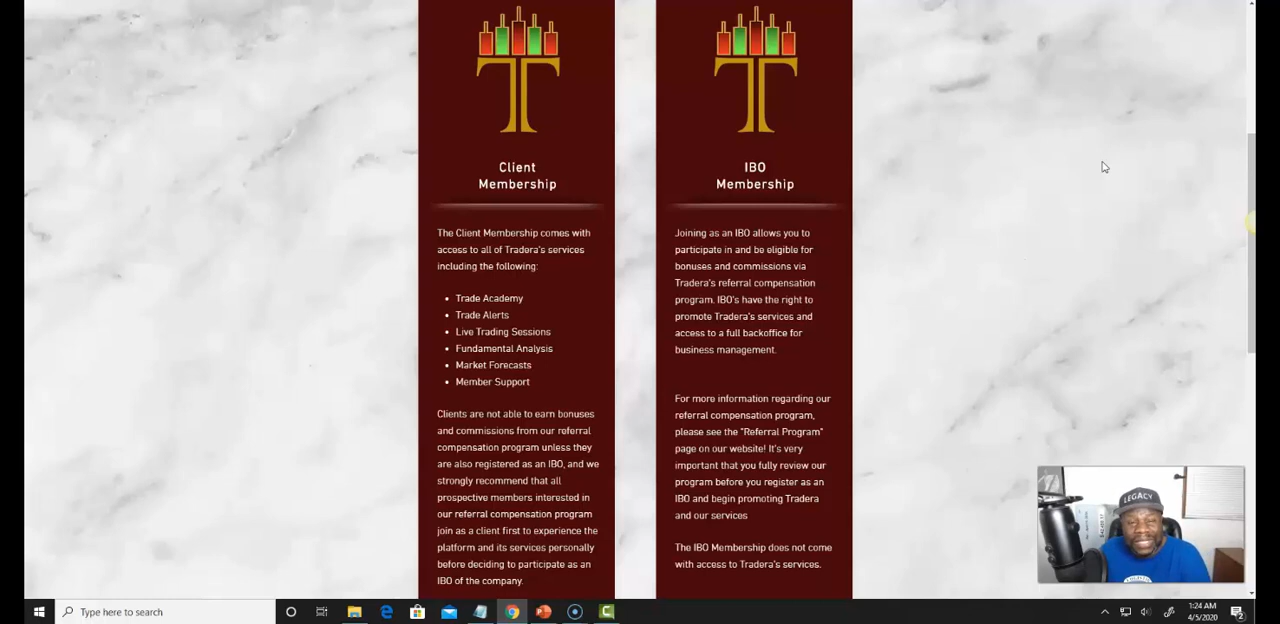 Client
Membership
The Client Membership comes with
access to all of Tradera's services
including the following:
• Trade Academy
• Trade Alerts
• Live Trading Sessions
• Fundamental Analysis
• Market Forecasts
• Member Support
Clients are not able to earn bonuses
and commissions from our referral
compensation program unless they
are also registered as an IBO, and we
strongly recommend that all
prospective members interested in
our referral compensation program
join as a client first to experience the
platform and its services personally
before deciding to participate as an
IBO of the company.
IBO
Membership
Joining as an IBO allows you to
participate in and be eligible for
bonuses and commissions via
Tradera's referral compensation
program. IBO's have the right to
promote Tradera's services and
access to a full backoffice for
business management.
For more information regarding our
referral compensation program,
please see the "Referral Program"
page on our website! It's very
important that you fully review our
program before you register as an
IBO and begin promoting Tradera
and our services
The IBO Membership does not come
with access to Tradera's services.
LEGACY
Type here to search
1:24 AM
4/5/2020